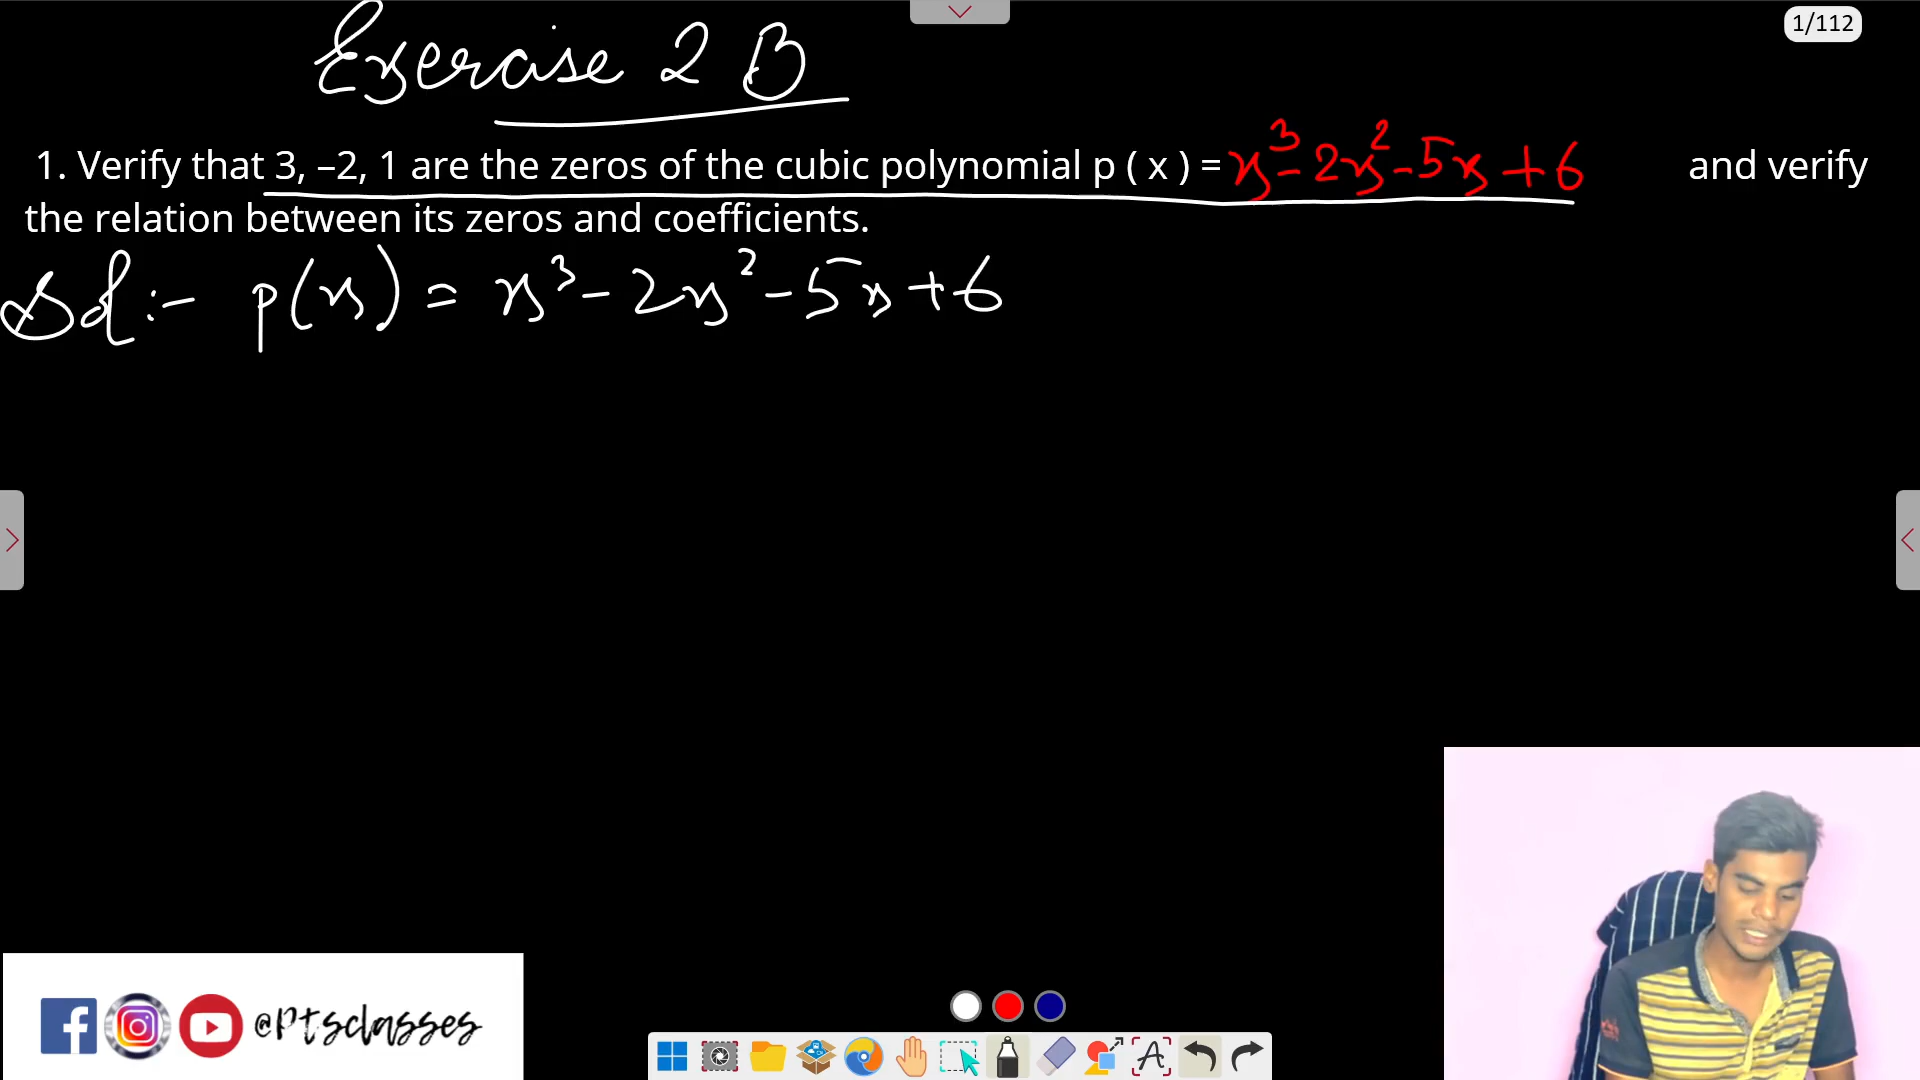 Exercise 2 B
1/112
1. Verify that 3, –2, 1 are the zeros of the cubic polynomial p ( x ) = x³-2x²-5x+6 and verify
the relation between its zeros and coefficients.
Sol:- p(x) = x³-2x²-5x+6
@Ptsclasses